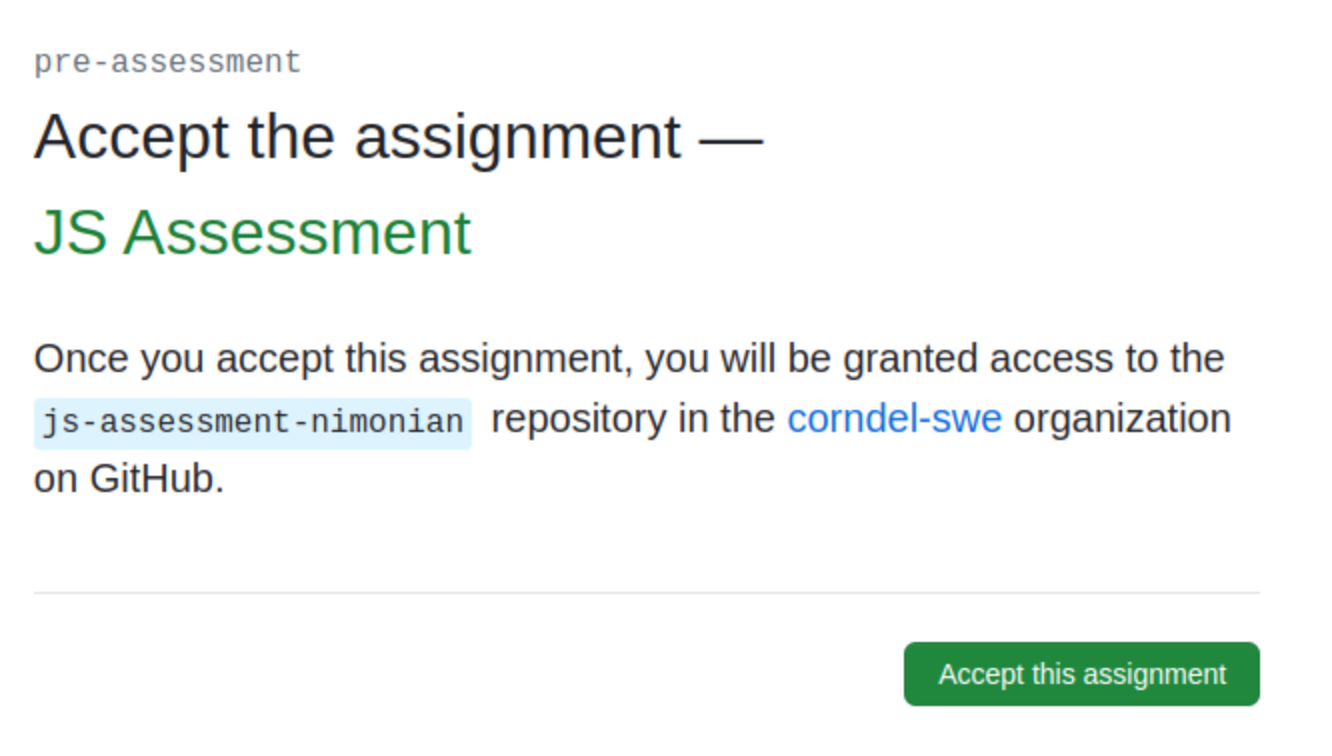 pre-assessment
Accept the assignment —
JS Assessment
Once you accept this assignment, you will be granted access to the
js-assessment-nimonian repository in the corndel-swe organization
on GitHub.
Accept this assignment